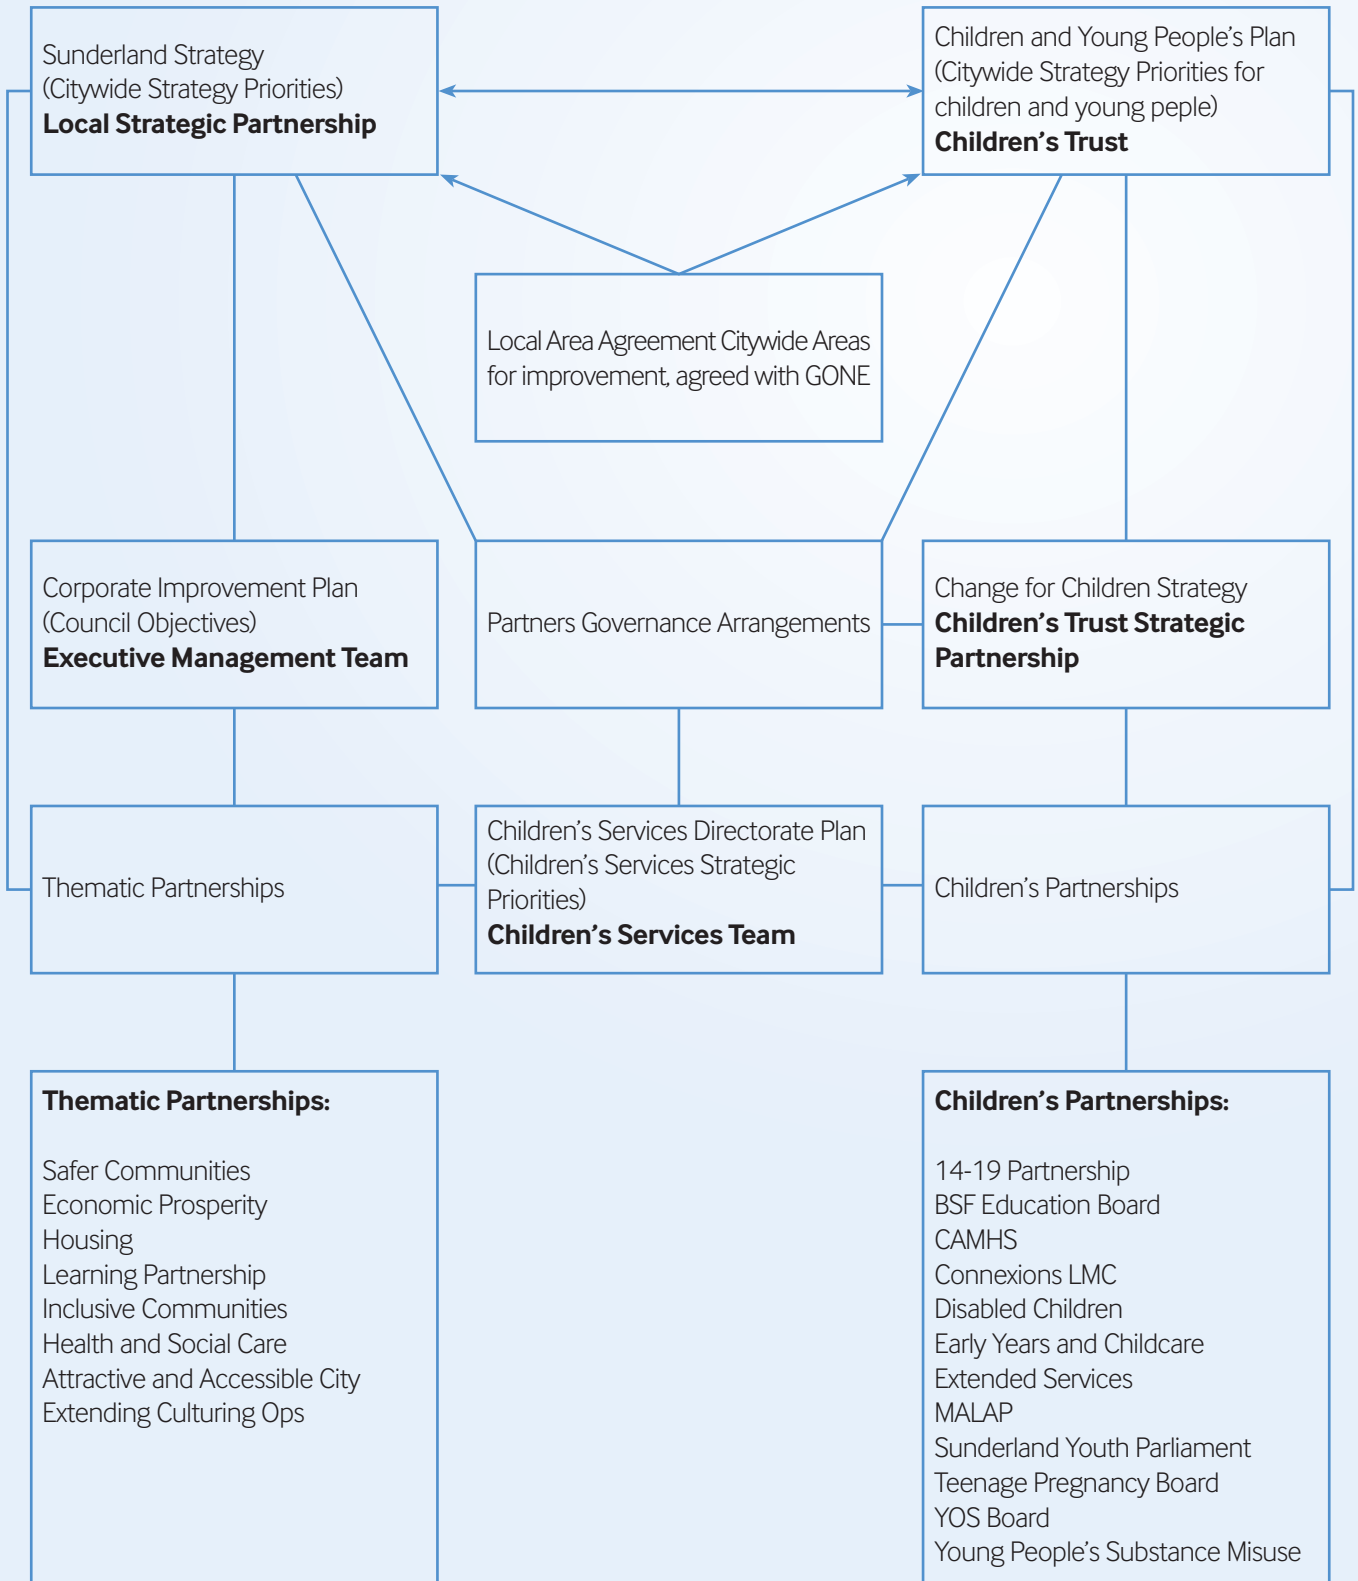 Sunderland Strategy
(Citywide Strategy Priorities)
Local Strategic Partnership
Children and Young People's Plan
(Citywide Strategy Priorities for
children and young peple)
Children's Trust
Local Area Agreement Citywide Areas
for improvement, agreed with GONE
Corporate Improvement Plan
(Council Objectives)
Executive Management Team
Partners Governance Arrangements
Change for Children Strategy
Children's Trust Strategic
Partnership
Thematic Partnerships
Children's Services Directorate Plan
(Children's Services Strategic
Priorities)
Children's Services Team
Children's Partnerships
Thematic Partnerships:
Safer Communities
Economic Prosperity
Housing
Learning Partnership
Inclusive Communities
Health and Social Care
Attractive and Accessible City
Extending Culturing Ops
Children's Partnerships:
14-19 Partnership
BSF Education Board
CAMHS
Connexions LMC
Disabled Children
Early Years and Childcare
Extended Services
MALAP
Sunderland Youth Parliament
Teenage Pregnancy Board
YOS Board
Young People's Substance Misuse